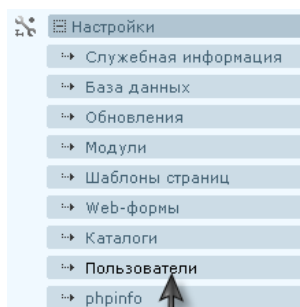 Настройки
Служебная информация
База данных
Обновления
Модули
Шаблоны страниц
Web-формы
Каталоги
Пользователи
phpinfo